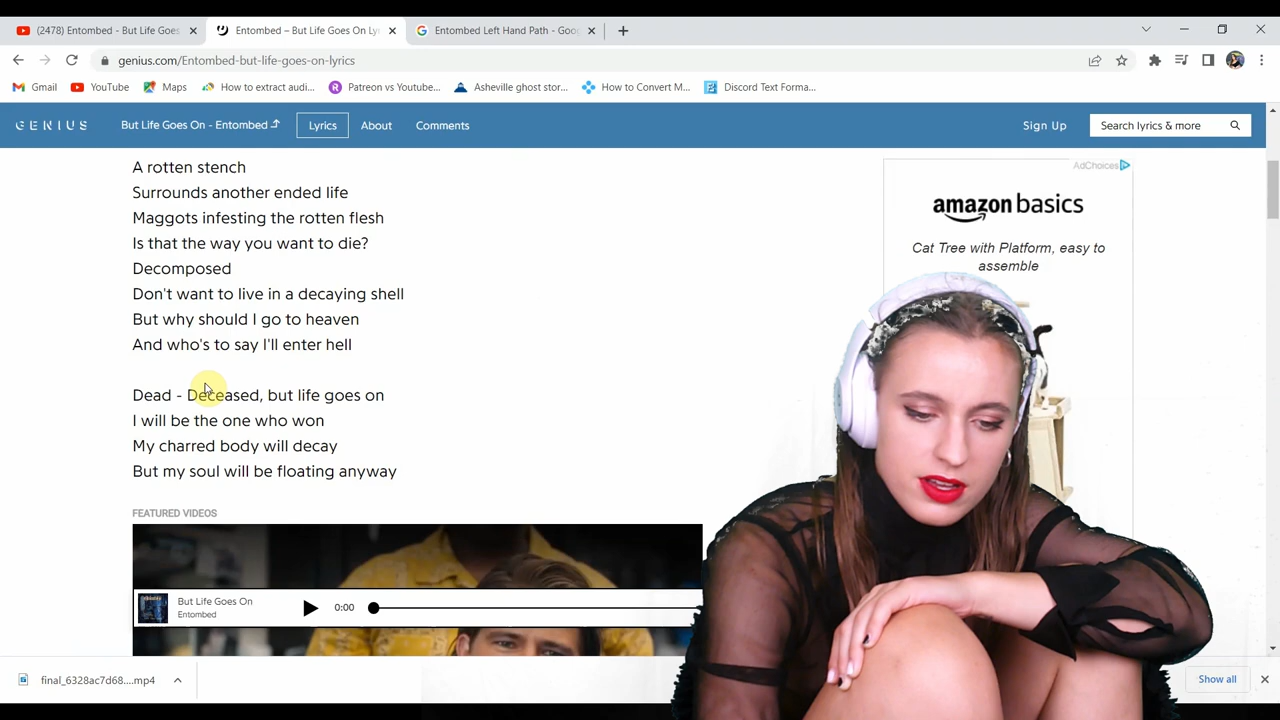 (2478) Entombed - But Life Goes
Entombed – But Life Goes On Ly
Entombed Left Hand Path - Goo
genius.com/Entombed-but-life-goes-on-lyrics
Gmail
YouTube
Maps
How to extract audi...
Patreon vs Youtube...
Asheville ghost stor...
How to Convert M...
Discord Text Forma...
GENIUS
But Life Goes On - Entombed
Lyrics
About
Comments
Sign Up
Search lyrics & more
A rotten stench
Surrounds another ended life
Maggots infesting the rotten flesh
Is that the way you want to die?
Decomposed
Don't want to live in a decaying shell
But why should I go to heaven
And who's to say I'll enter hell
Dead - Deceased, but life goes on
I will be the one who won
My charred body will decay
But my soul will be floating anyway
AdChoices
amazon basics
Cat Tree with Platform, easy to
assemble
FEATURED VIDEOS
But Life Goes On
Entombed
0:00
final_6328ac7d68....mp4
Show all